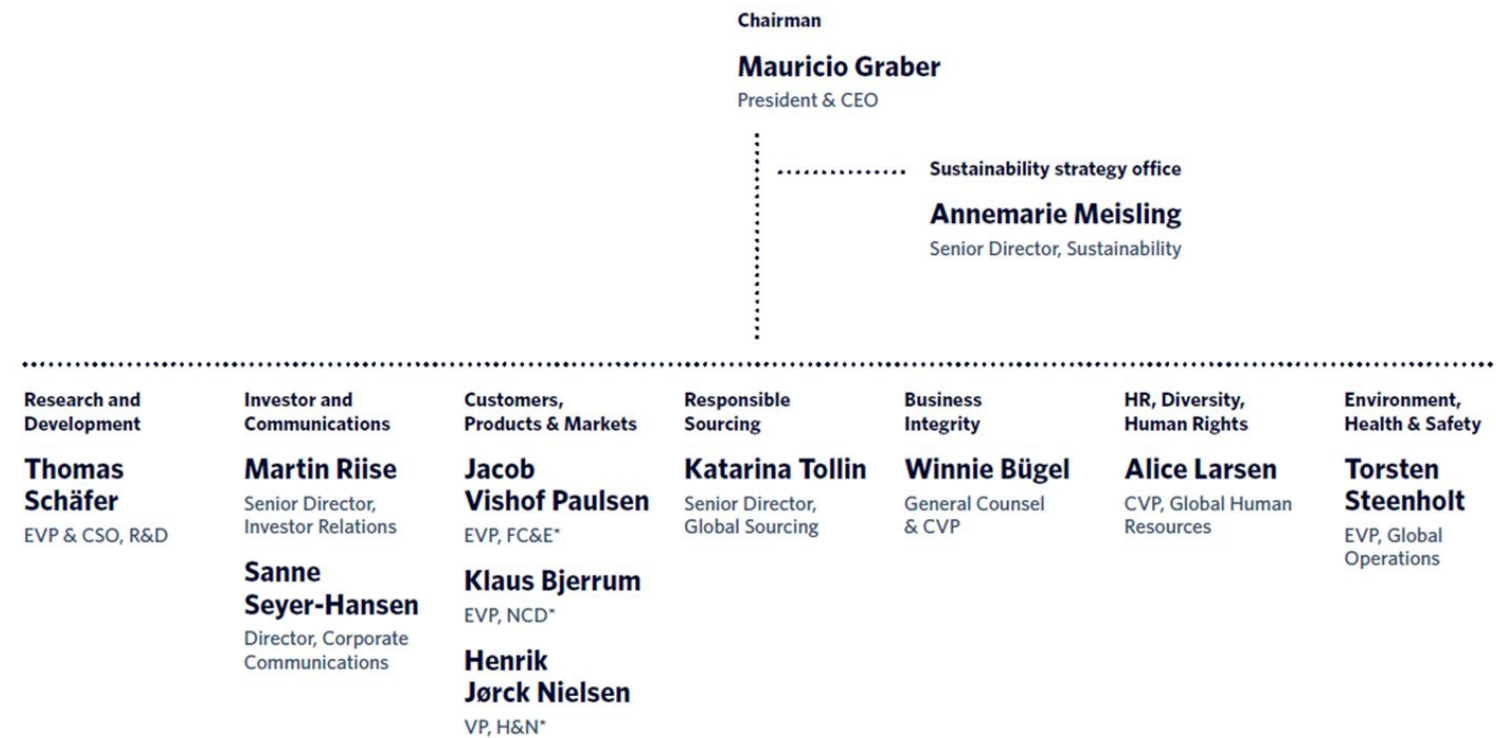 Chairman
Mauricio Graber
President & CEO
Sustainability strategy office
Annemarie Meisling
Senior Director, Sustainability
Research and
Development
Thomas
Schäfer
EVP & CSO, R&D
Investor and
Communications
Martin Riise
Senior Director,
Investor Relations
Sanne
Seyer-Hansen
Director, Corporate
Communications
Customers,
Products & Markets
Jacob
Vishof Paulsen
EVP, FC&E*
Klaus Bjerrum
EVP, NCD*
Henrik
Jørck Nielsen
VP, H&N*
Responsible
Sourcing
Katarina Tollin
Senior Director,
Global Sourcing
Business
Integrity
Winnie Bügel
General Counsel
& CVP
HR, Diversity,
Human Rights
Alice Larsen
CVP, Global Human
Resources
Environment,
Health & Safety
Torsten
Steenholt
EVP, Global
Operations